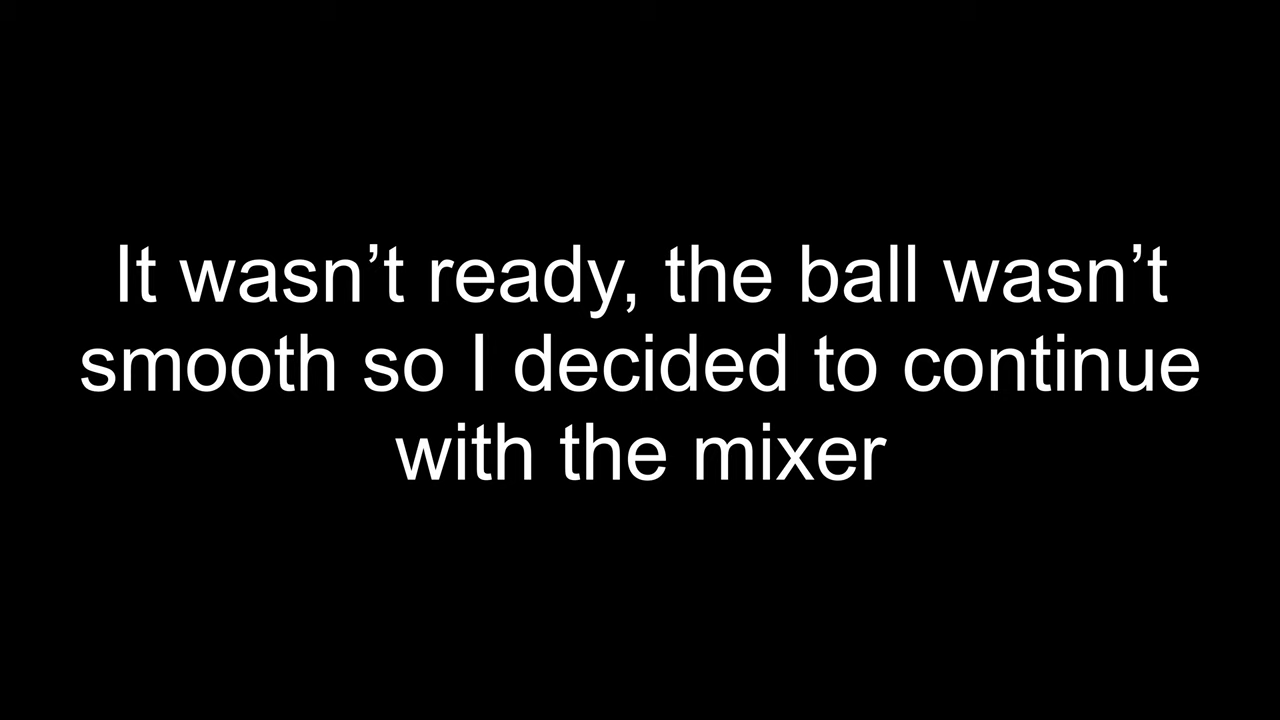 It wasn’t ready, the ball wasn’t
smooth so I decided to continue
with the mixer